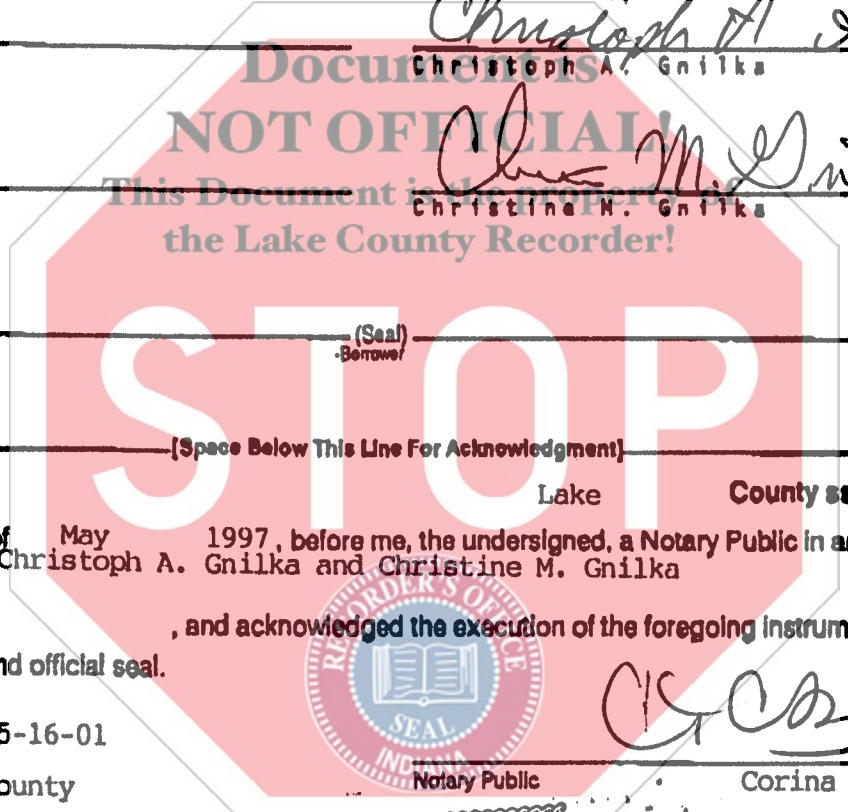 Christoph A.
Document is
Christoph A. Gnilka
NOT OFFICIAL!
This Document is the property of
Christine M. Gnilka
the Lake County Recorder!
STOP
(Seal)
-Borrower
[Space Below This Line For Acknowledgment]
Lake County ss
of May 1997, before me, the undersigned, a Notary Public in a
Christoph A. Gnilka and Christine M. Gnilka
, and acknowledged the execution of the foregoing instrum
nd official seal.
RECORDER'S OFFICE
SEAL
INDIANA
5-16-01
Notary Public
ounty
Corina